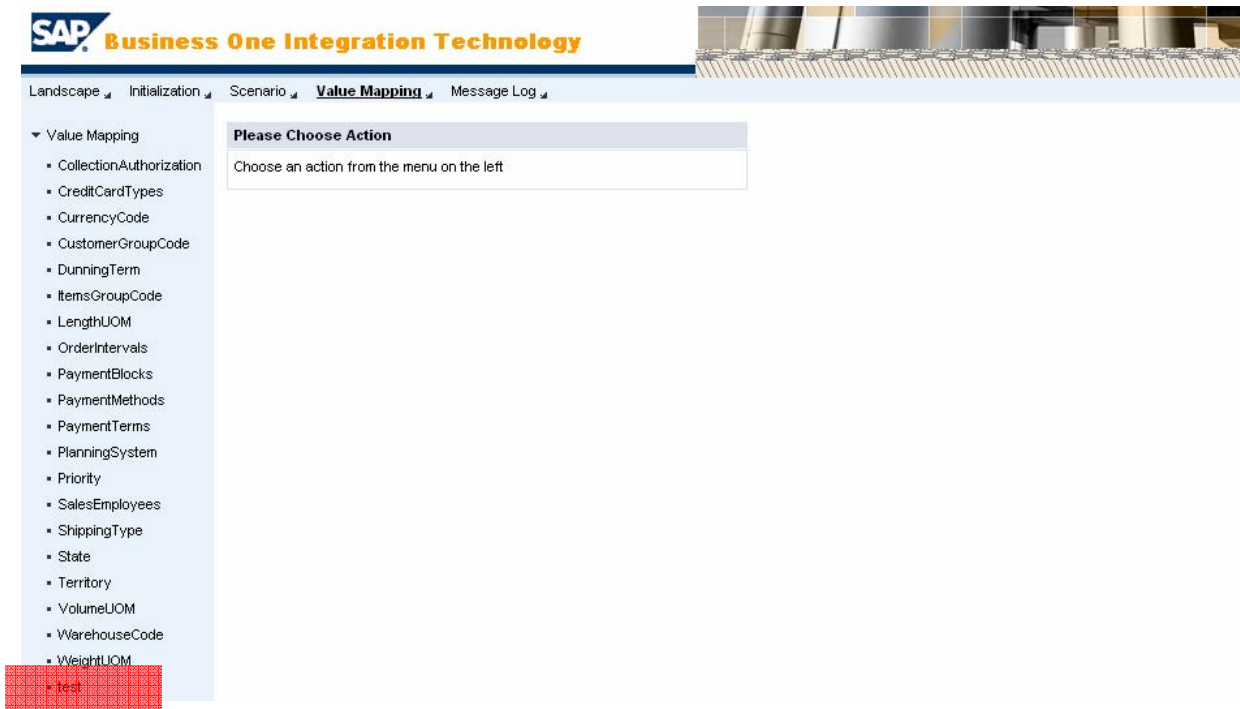 SAP Business One Integration Technology
Landscape Initialization Scenario Value Mapping Message Log
Value Mapping
CollectionAuthorization
CreditCardTypes
CurrencyCode
CustomerGroupCode
DunningTerm
ItemsGroupCode
LengthUOM
OrderIntervals
PaymentBlocks
PaymentMethods
PaymentTerms
PlanningSystem
Priority
SalesEmployees
ShippingType
State
Territory
VolumeUOM
WarehouseCode
WeightUOM
test
Please Choose Action
Choose an action from the menu on the left